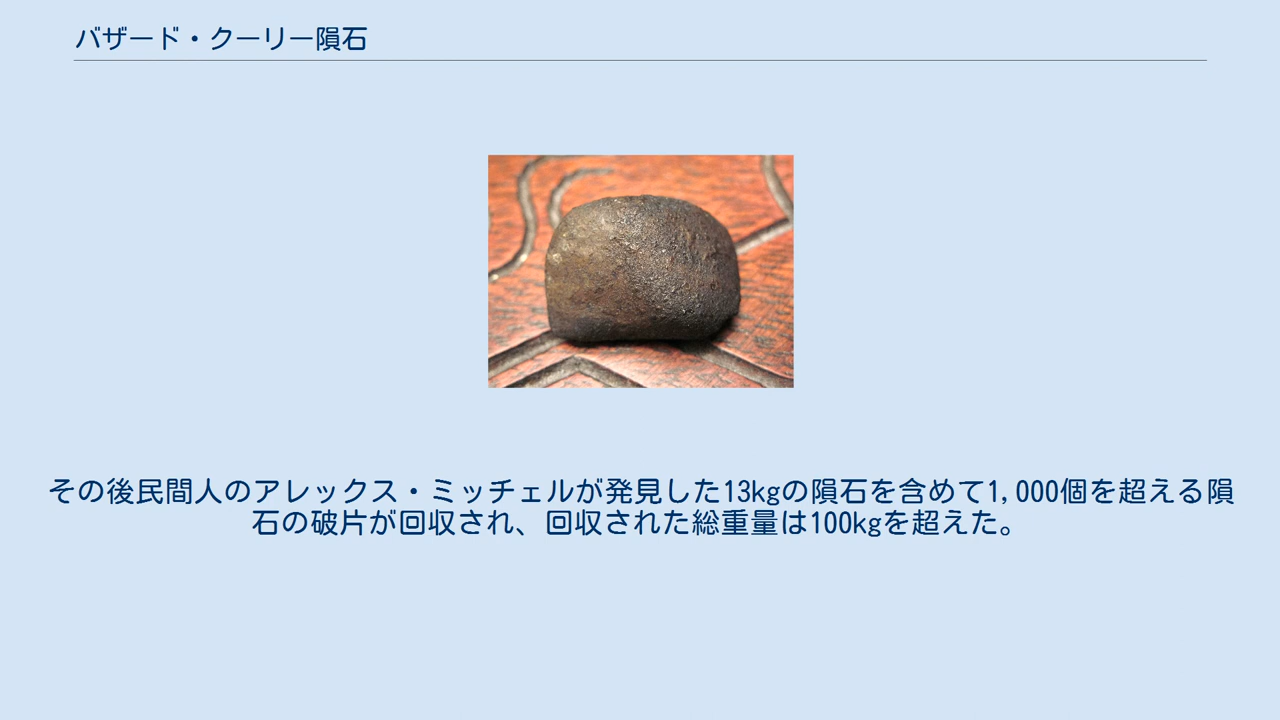 バザード・クーリー隕石
その後民間人のアレックス・ミッチェルが発見した13kgの隕石を含めて1,000個を超える隕
石の破片が回収され、回収された総重量は100kgを超えた。